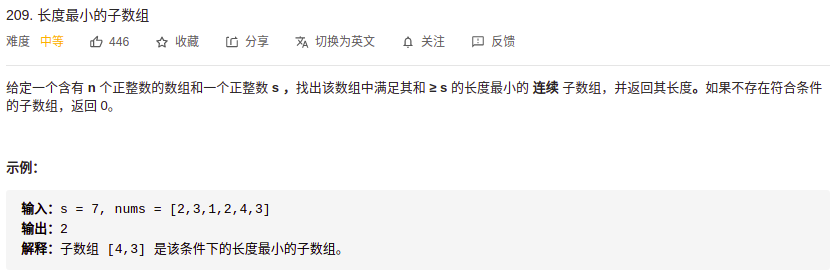 209. 长度最小的子数组
难度 中等 446 收藏 分享 切换为英文 关注 反馈
给定一个含有 n 个正整数的数组和一个正整数 s ，找出该数组中满足其和 ≥ s 的长度最小的 连续 子数组，并返回其长度。如果不存在符合条件
的子数组，返回 0。
示例：
输入：s = 7, nums = [2,3,1,2,4,3]
输出：2
解释：子数组 [4,3] 是该条件下的长度最小的子数组。